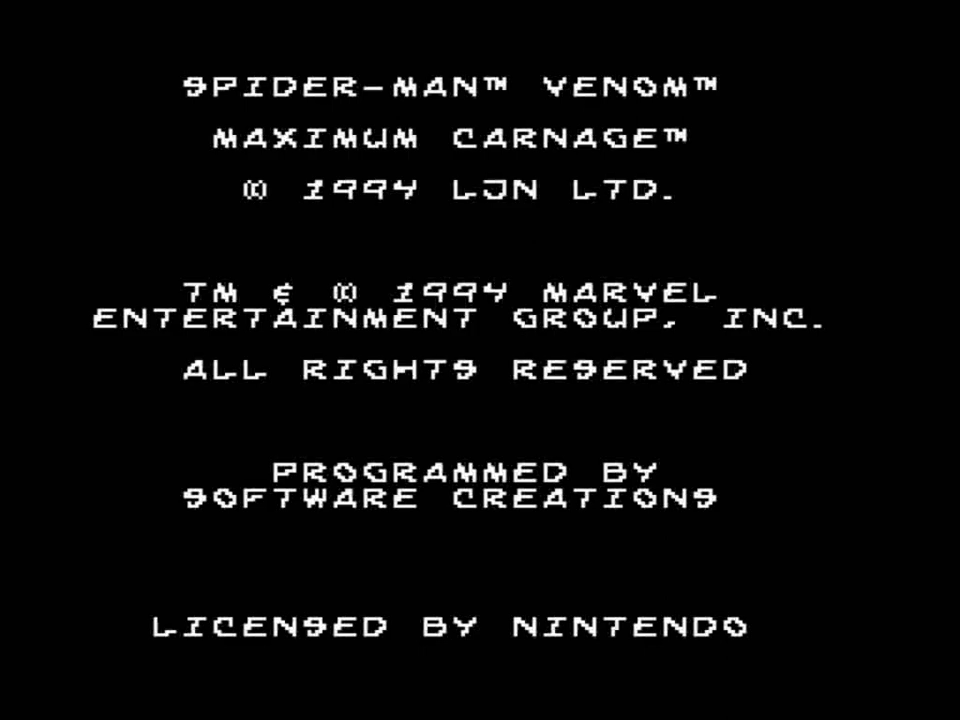 SPIDER-MAN™ VENOM™
MAXIMUM CARNAGE™
© 1994 LJN LTD.
TM & © 1994 MARVEL
ENTERTAINMENT GROUP, INC.
ALL RIGHTS RESERVED
PROGRAMMED BY
SOFTWARE CREATIONS
LICENSED BY NINTENDO